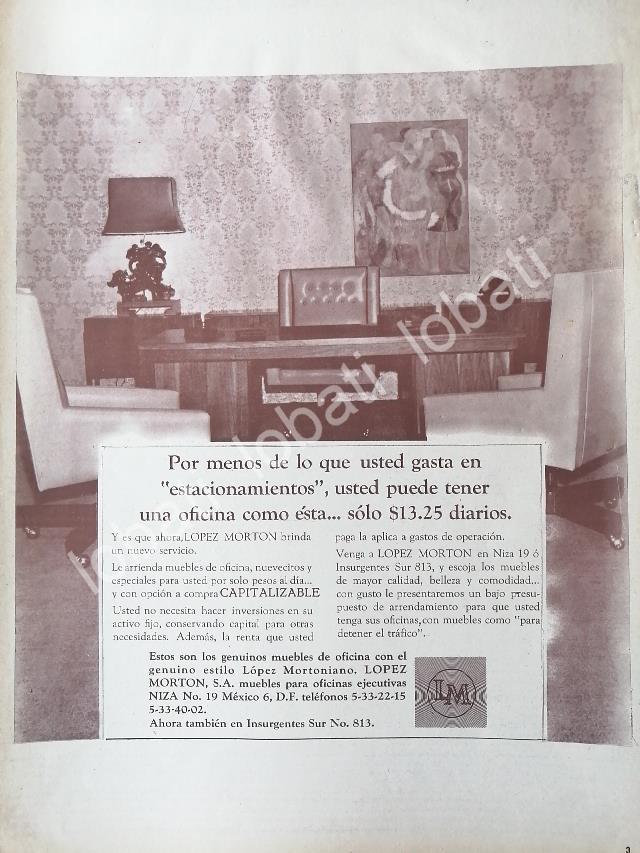 Por menos de lo que usted gasta en
"estacionamientos", usted puede tener
una oficina como ésta... sólo $13.25 diarios.
Y es que ahora, LOPEZ MORTON brinda
un nuevo servicio.
Le arrienda muebles de oficina, nuevecitos y
especiales para usted por solo pesos al día...
y con opción a compra CAPITALIZABLE
Usted no necesita hacer inversiones en su
activo fijo, conservando capital para otras
necesidades. Además, la renta que usted
paga la aplica a gastos de operación.
Venga a LOPEZ MORTON en Niza 19 ó
Insurgentes Sur 813, y escoja los muebles
de mayor calidad, belleza y comodidad...
con gusto le presentaremos un bajo presu-
puesto de arrendamiento para que usted
tenga sus oficinas, con muebles como "para
detener el tráfico".
Estos son los genuinos muebles de oficina con el
genuino estilo López Mortoniano. LOPEZ
MORTON, S.A. muebles para oficinas ejecutivas
NIZA No. 19 México 6, D.F. teléfonos 5-33-22-15
5-33-40-02.
Ahora también en Insurgentes Sur No. 813.
LM
3
lobati lobati
lobati lobati